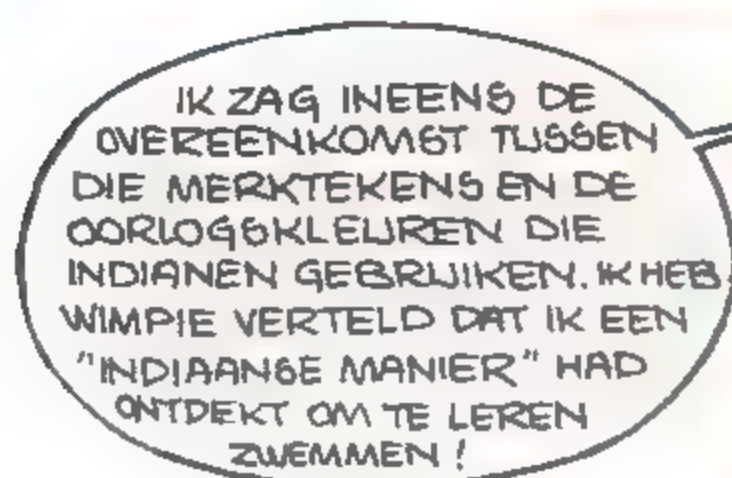 IK ZAG INEENS DE
OVEREENKOMST TUSSEN
DIE MERKTEKENS EN DE
OORLOGSKLEUREN DIE
INDIANEN GEBRUIKEN. IK HEB
WIMPIE VERTELD DAT IK EEN
"INDIAANSE MANIER" HAD
ONTDEKT OM TE LEREN
ZWEMMEN!